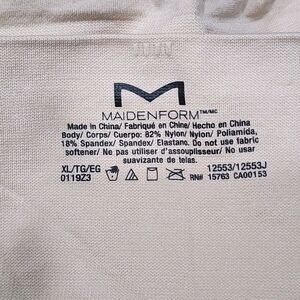 MAIDENFORM™/MC
Made in China/ Fabriqué en Chine/ Hecho en China
Body/ Corps/ Cuerpo: 82% Nylon/ Nylon/ Poliamida,
18% Spandex/ Spandex/ Elastano. Do not use fabric
softener/ Ne pas utiliser d'assouplisseur/ No usar
suavizante de telas.
XL/TG/EG 12553/12553J
0119Z3 RN# 15763 CA00153